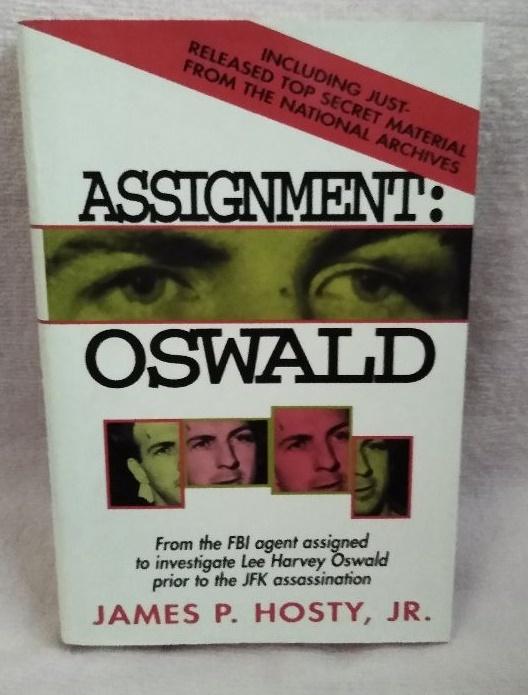 INCLUDING JUST-
RELEASED TOP SECRET MATERIAL
FROM THE NATIONAL ARCHIVES
ASSIGNMENT:
OSWALD
From the FBI agent assigned
to investigate Lee Harvey Oswald
prior to the JFK assassination
JAMES P. HOSTY, JR.